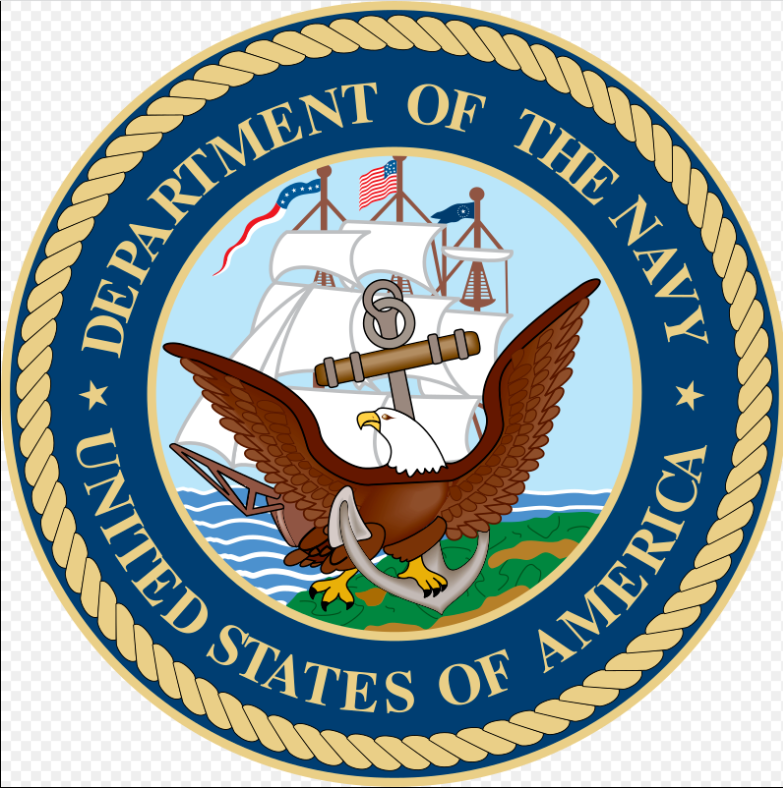 DEPARTMENT OF THE NAVY
UNITED STATES OF AMERICA